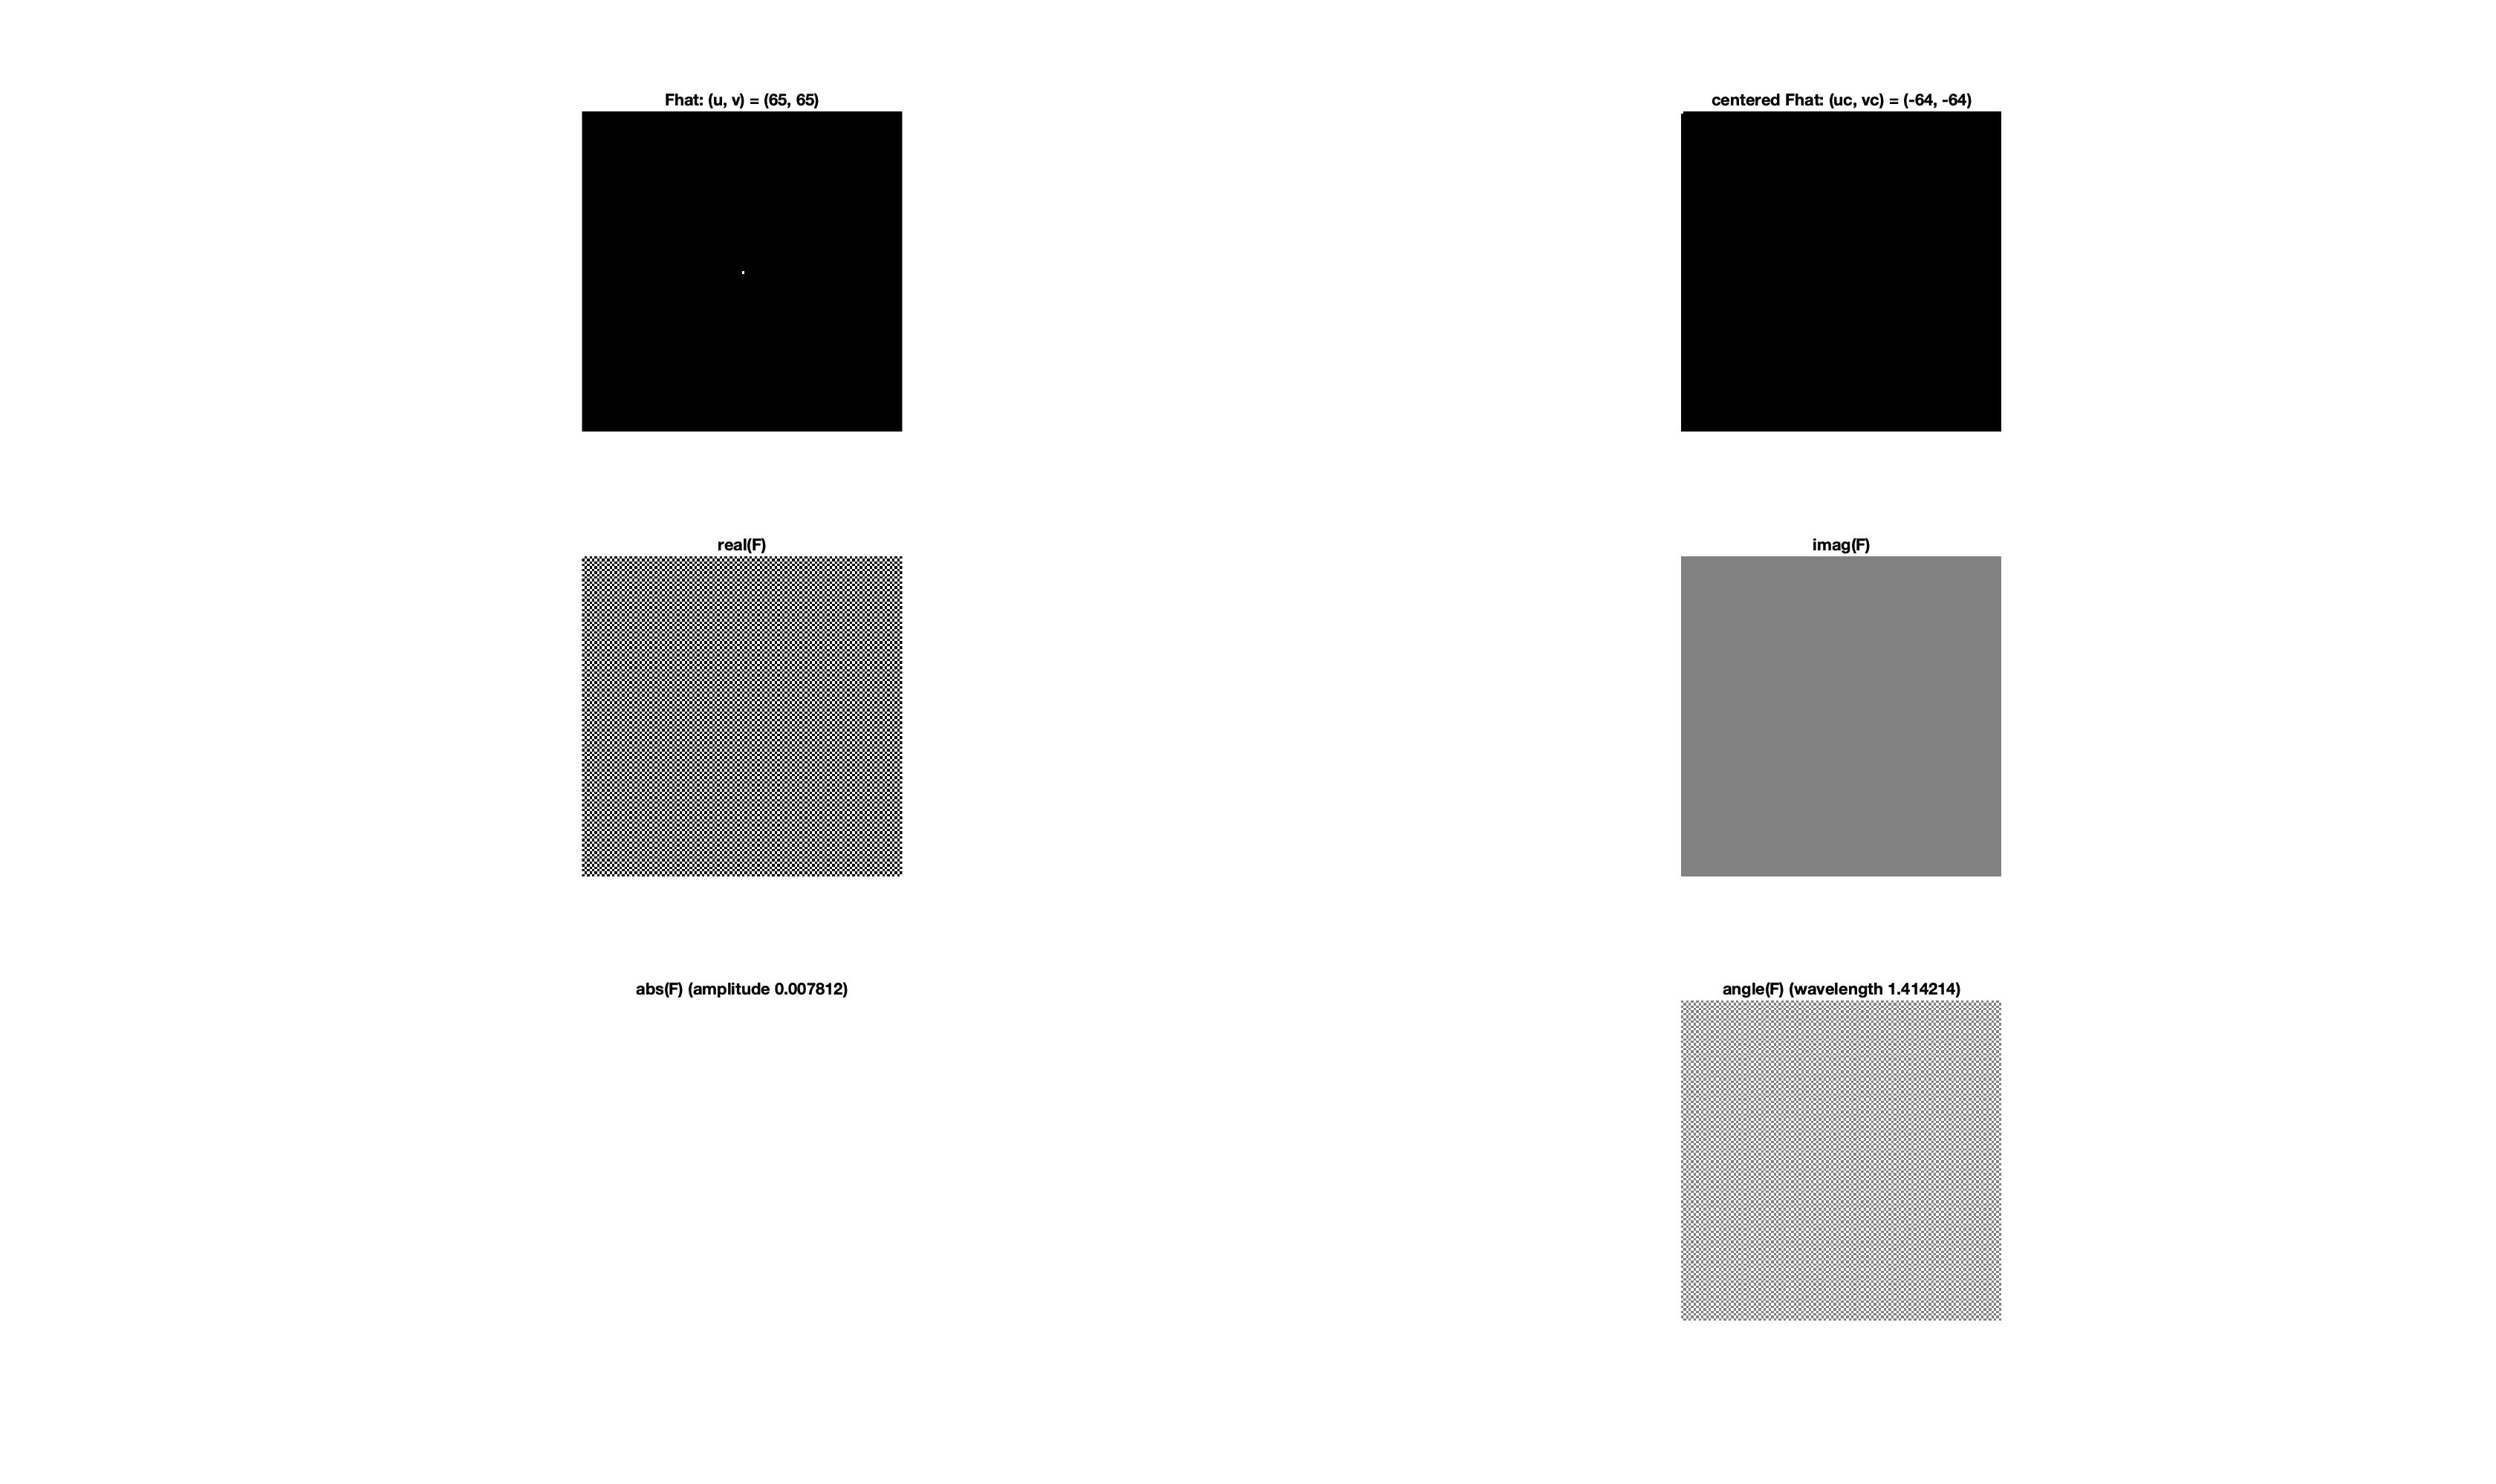 Fhat: (u, v) = (65, 65)
centered Fhat: (uc, vc) = (-64, -64)
real(F)
imag(F)
abs(F) (amplitude 0.007812)
angle(F) (wavelength 1.414214)